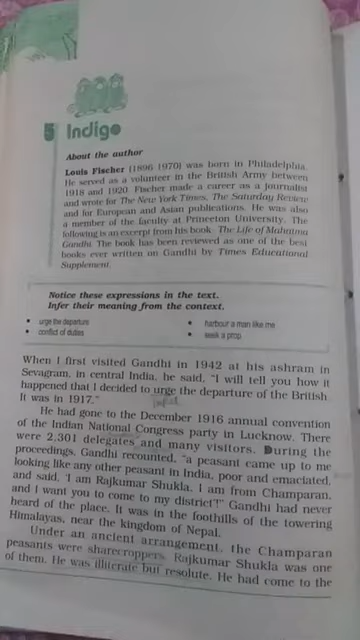 5 Indigo
About the author
Louis Fischer (1896 1970) was born in Philadelphia.
He served as a volunteer in the British Army between
1918 and 1920. Fischer made a career as a journalist
and wrote for The New York Times, The Saturday Review
and for European and Asian publications. He was also
a member of the faculty at Princeton University. The
following is an excerpt from his book The Life of Mahatma
Gandhi. The book has been reviewed as one of the best
books ever written on Gandhi by Times Educational
Supplement.
Notice these expressions in the text.
Infer their meaning from the context.
• urge the departure • harbour a man like me
• conflict of duties • seek a prop
When I first visited Gandhi in 1942 at his ashram in
Sevagram, in central India, he said, "I will tell you how it
happened that I decided to urge the departure of the British.
It was in 1917."
He had gone to the December 1916 annual convention
of the Indian National Congress party in Lucknow. There
were 2,301 delegates and many visitors. During the
proceedings, Gandhi recounted, "a peasant came up to me
looking like any other peasant in India, poor and emaciated,
and said, 'I am Rajkumar Shukla. I am from Champaran,
and I want you to come to my district'!" Gandhi had never
heard of the place. It was in the foothills of the towering
Himalayas, near the kingdom of Nepal.
Under an ancient arrangement, the Champaran
peasants were sharecroppers. Rajkumar Shukla was one
of them. He was illiterate but resolute. He had come to the